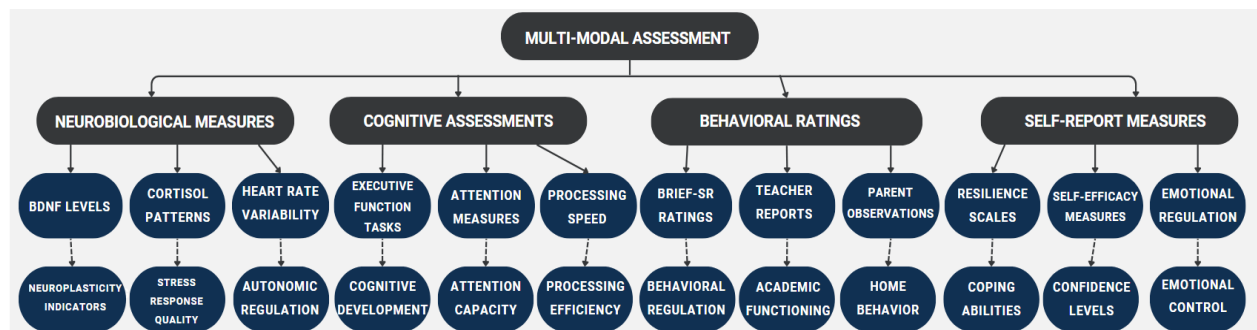 MULTI-MODAL ASSESSMENT
NEUROBIOLOGICAL MEASURES
COGNITIVE ASSESSMENTS
BEHAVIORAL RATINGS
SELF-REPORT MEASURES
BDNF LEVELS
CORTISOL
PATTERNS
HEART RATE
VARIABILITY
EXECUTIVE
FUNCTION
TASKS
ATTENTION
MEASURES
PROCESSING
SPEED
BRIEF-SR
RATINGS
TEACHER
REPORTS
PARENT
OBSERVATIONS
RESILIENCE
SCALES
SELF-EFFICACY
MEASURES
EMOTIONAL
REGULATION
NEUROPLASTICITY
INDICATORS
STRESS
RESPONSE
QUALITY
AUTONOMIC
REGULATION
COGNITIVE
DEVELOPMENT
ATTENTION
CAPACITY
PROCESSING
EFFICIENCY
BEHAVIORAL
REGULATION
ACADEMIC
FUNCTIONING
HOME
BEHAVIOR
COPING
ABILITIES
CONFIDENCE
LEVELS
EMOTIONAL
CONTROL